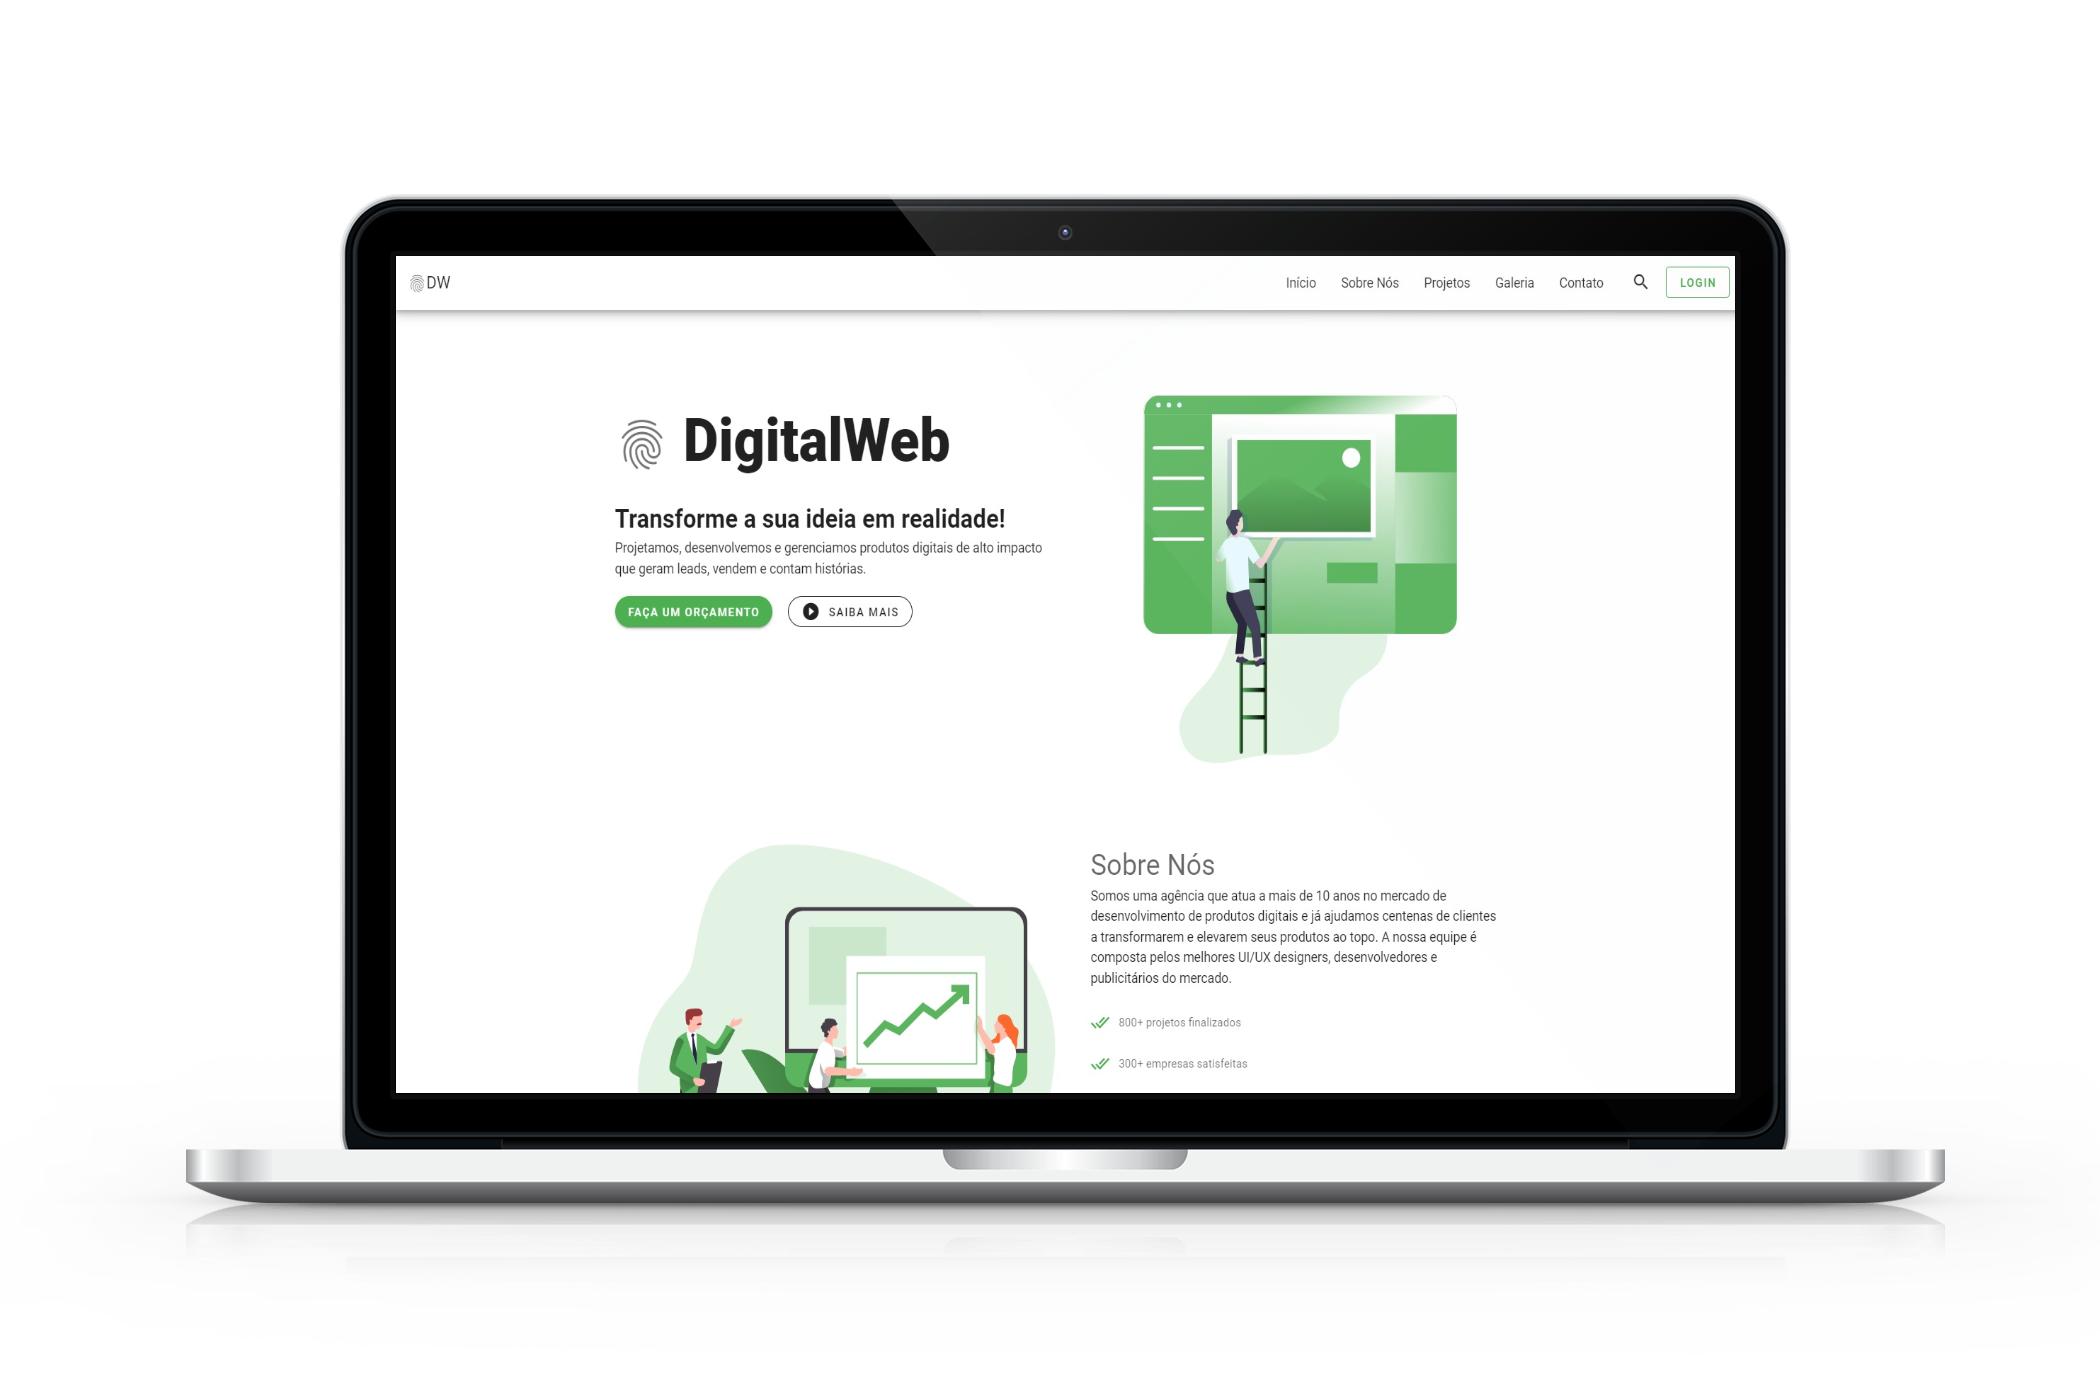 DW
Início
Sobre Nós
Projetos
Galeria
Contato
LOGIN
DigitalWeb
Transforme a sua ideia em realidade!
Projetamos, desenvolvemos e gerenciamos produtos digitais de alto impacto
que geram leads, vendem e contam histórias.
FAÇA UM ORÇAMENTO
SAIBA MAIS
Sobre Nós
Somos uma agência que atua a mais de 10 anos no mercado de
desenvolvimento de produtos digitais e já ajudamos centenas de clientes
a transformarem e elevarem seus produtos ao topo. A nossa equipe é
composta pelos melhores UI/UX designers, desenvolvedores e
publicitários do mercado.
800+ projetos finalizados
300+ empresas satisfeitas